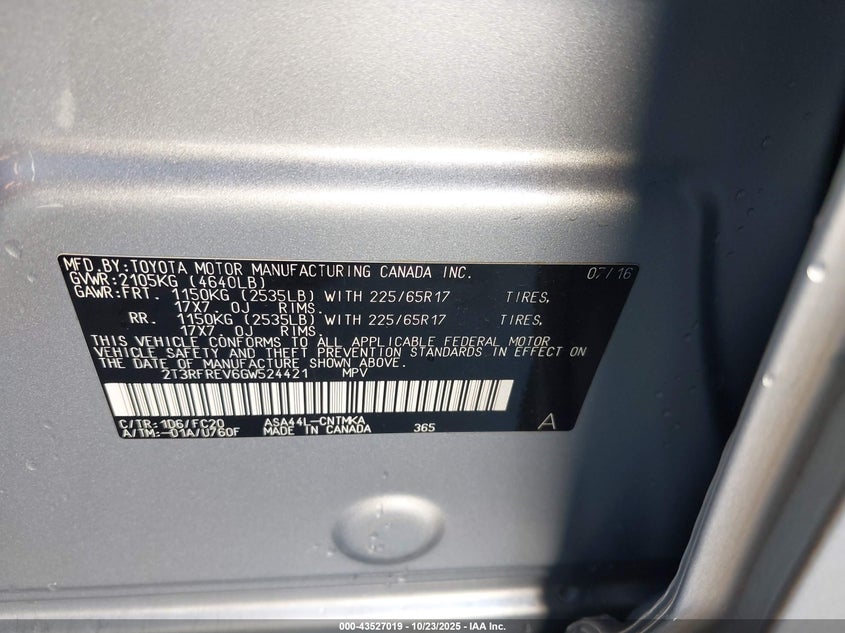 MFD.BY:TOYOTA MOTOR MANUFACTURING CANADA INC. 07/16
GVWR:2105KG (4640LB)
GAWR:FRT. 1150KG (2535LB) WITH 225/65R17 TIRES,
17X7.0J RIMS.
RR. 1150KG (2535LB) WITH 225/65R17 TIRES,
17X7.0J RIMS.
THIS VEHICLE CONFORMS TO ALL APPLICABLE FEDERAL MOTOR
VEHICLE SAFETY AND THEFT PREVENTION STANDARDS IN EFFECT ON
THE DATE OF MANUFACTURE SHOWN ABOVE.
2T3RFREV6GW524421 MPV
C/TR:1D6/FC20 ASA44L-CNTMKA
A/TM:-01A/U760F MADE IN CANADA 365 A
000-43527019 - 10/23/2025 - IAA Inc.